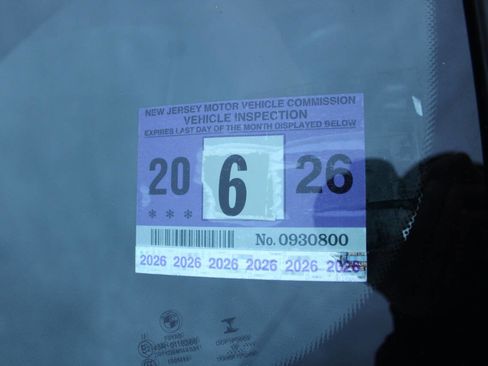 NEW JERSEY MOTOR VEHICLE COMMISSION
VEHICLE INSPECTION
EXPIRES LAST DAY OF THE MONTH DISPLAYED BELOW
20 6 26
***
No. 0930800
2026 2026 2026 2026 2026 2026